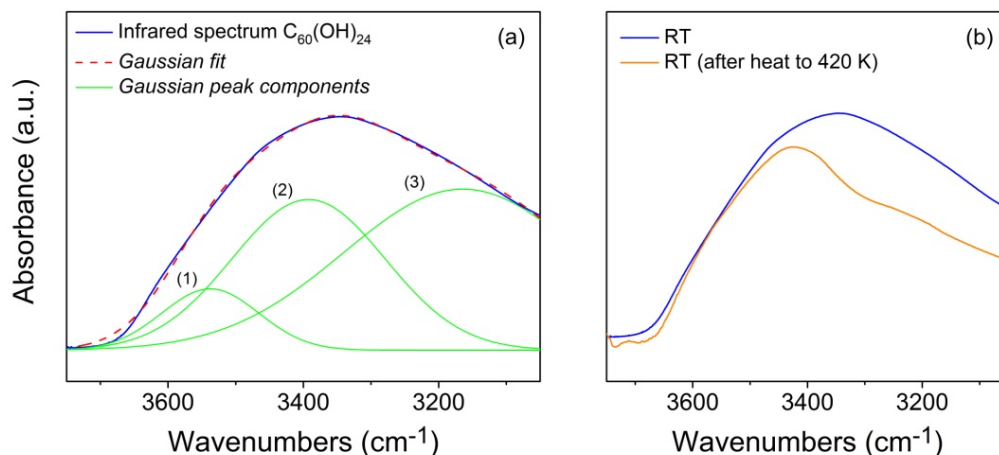 Infrared spectrum C₆₀(OH)₂₄
Gaussian fit
Gaussian peak components
(a)
(1)
(2)
(3)
Absorbance (a.u.)
3600
3400
3200
Wavenumbers (cm⁻¹)
RT
RT (after heat to 420 K)
(b)
3600
3400
3200
Wavenumbers (cm⁻¹)